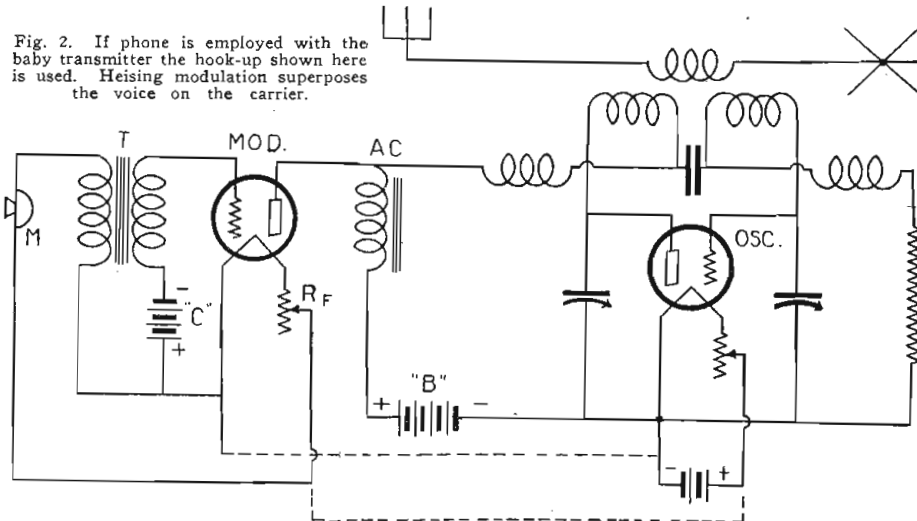 Fig. 2. If phone is employed with the
baby transmitter the hook-up shown here
is used. Heising modulation superposes
the voice on the carrier.
T
MOD.
AC
M
OSC.
RF
- "C" +
"B"
+ -
- +